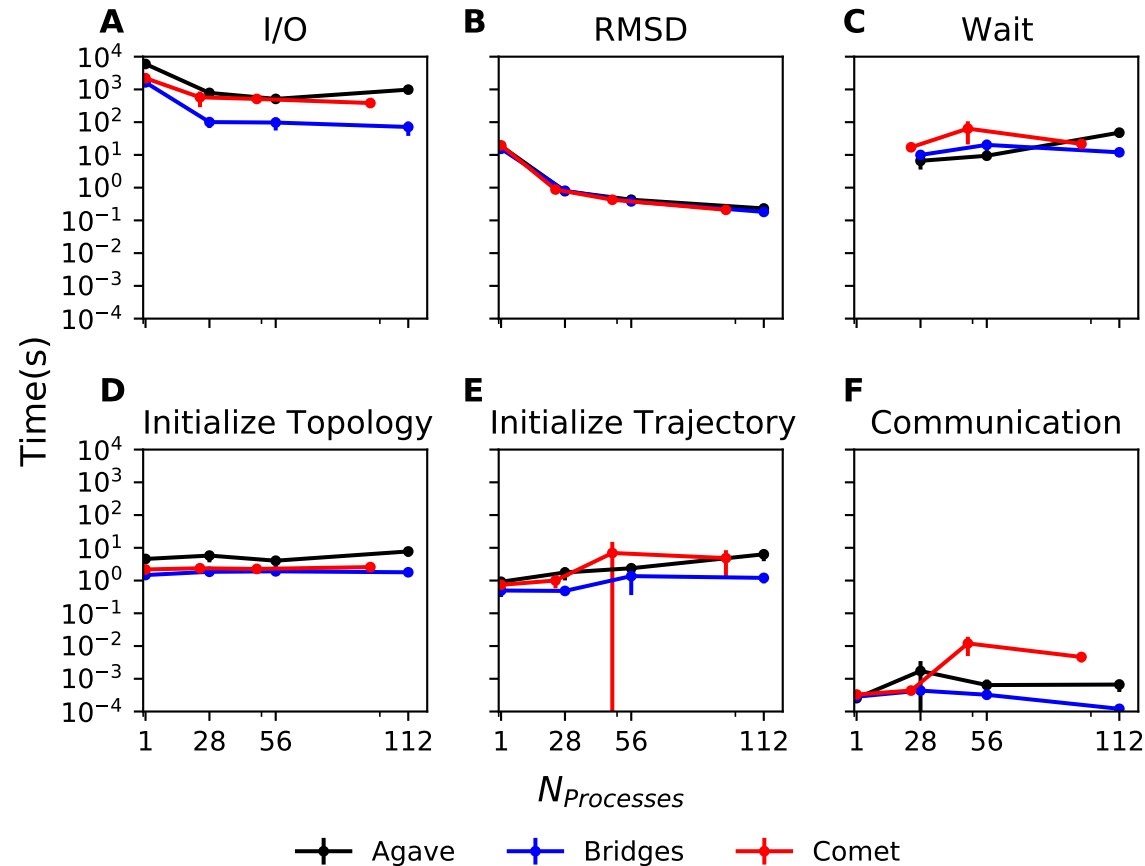 A
I/O
B
RMSD
C
Wait
10^4
10^3
10^2
10^1
10^0
10^−1
10^−2
10^−3
10^−4
Time(s)
D
Initialize Topology
E
Initialize Trajectory
F
Communication
10^4
10^3
10^2
10^1
10^0
10^−1
10^−2
10^−3
10^−4
1 28 56 112
1 28 56 112
1 28 56 112
N_Processes
Agave Bridges Comet